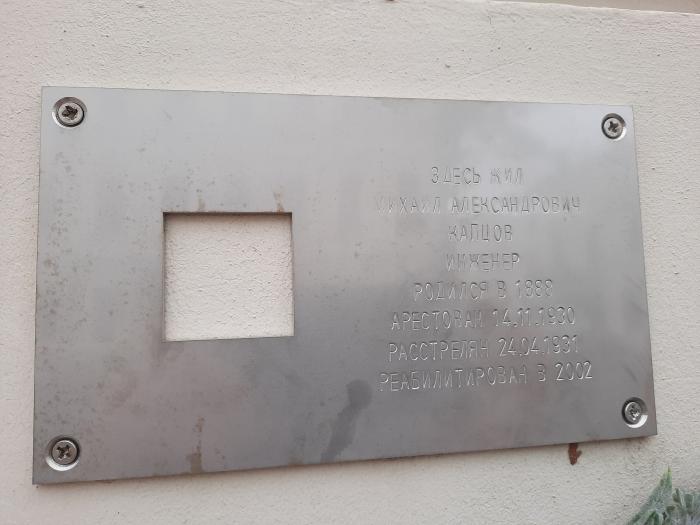 ЗДЕСЬ ЖИЛ
МИХАИЛ АЛЕКСАНДРОВИЧ
КАПЦОВ
ИНЖЕНЕР
РОДИЛСЯ В 1888
АРЕСТОВАН 14.11.1930
РАССТРЕЛЯН 24.04.1931
РЕАБИЛИТИРОВАН В 2002